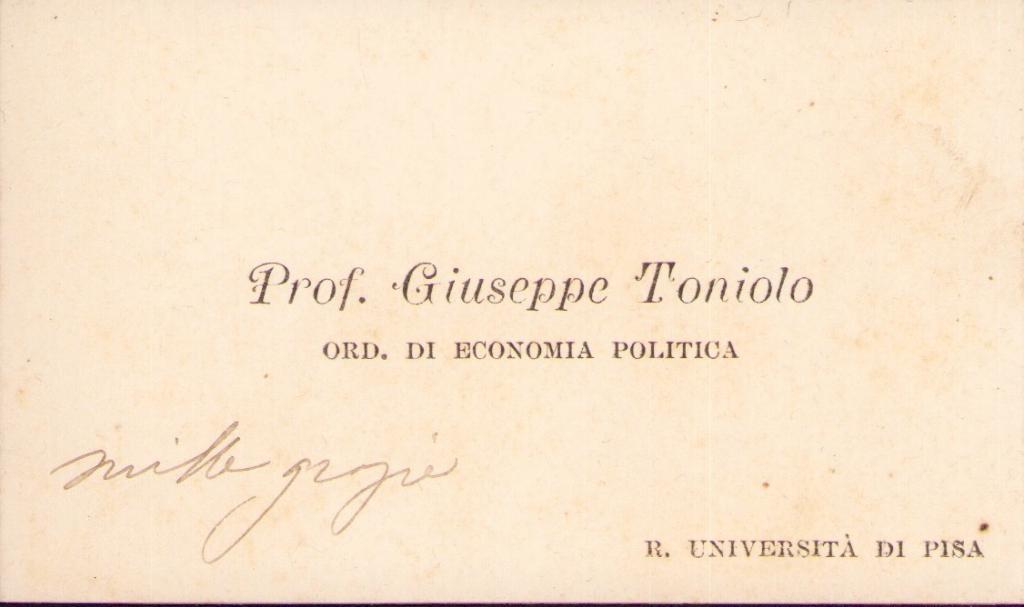 Prof. Giuseppe Toniolo
ORD. DI ECONOMIA POLITICA
mille grazie
R. UNIVERSITÀ DI PISA